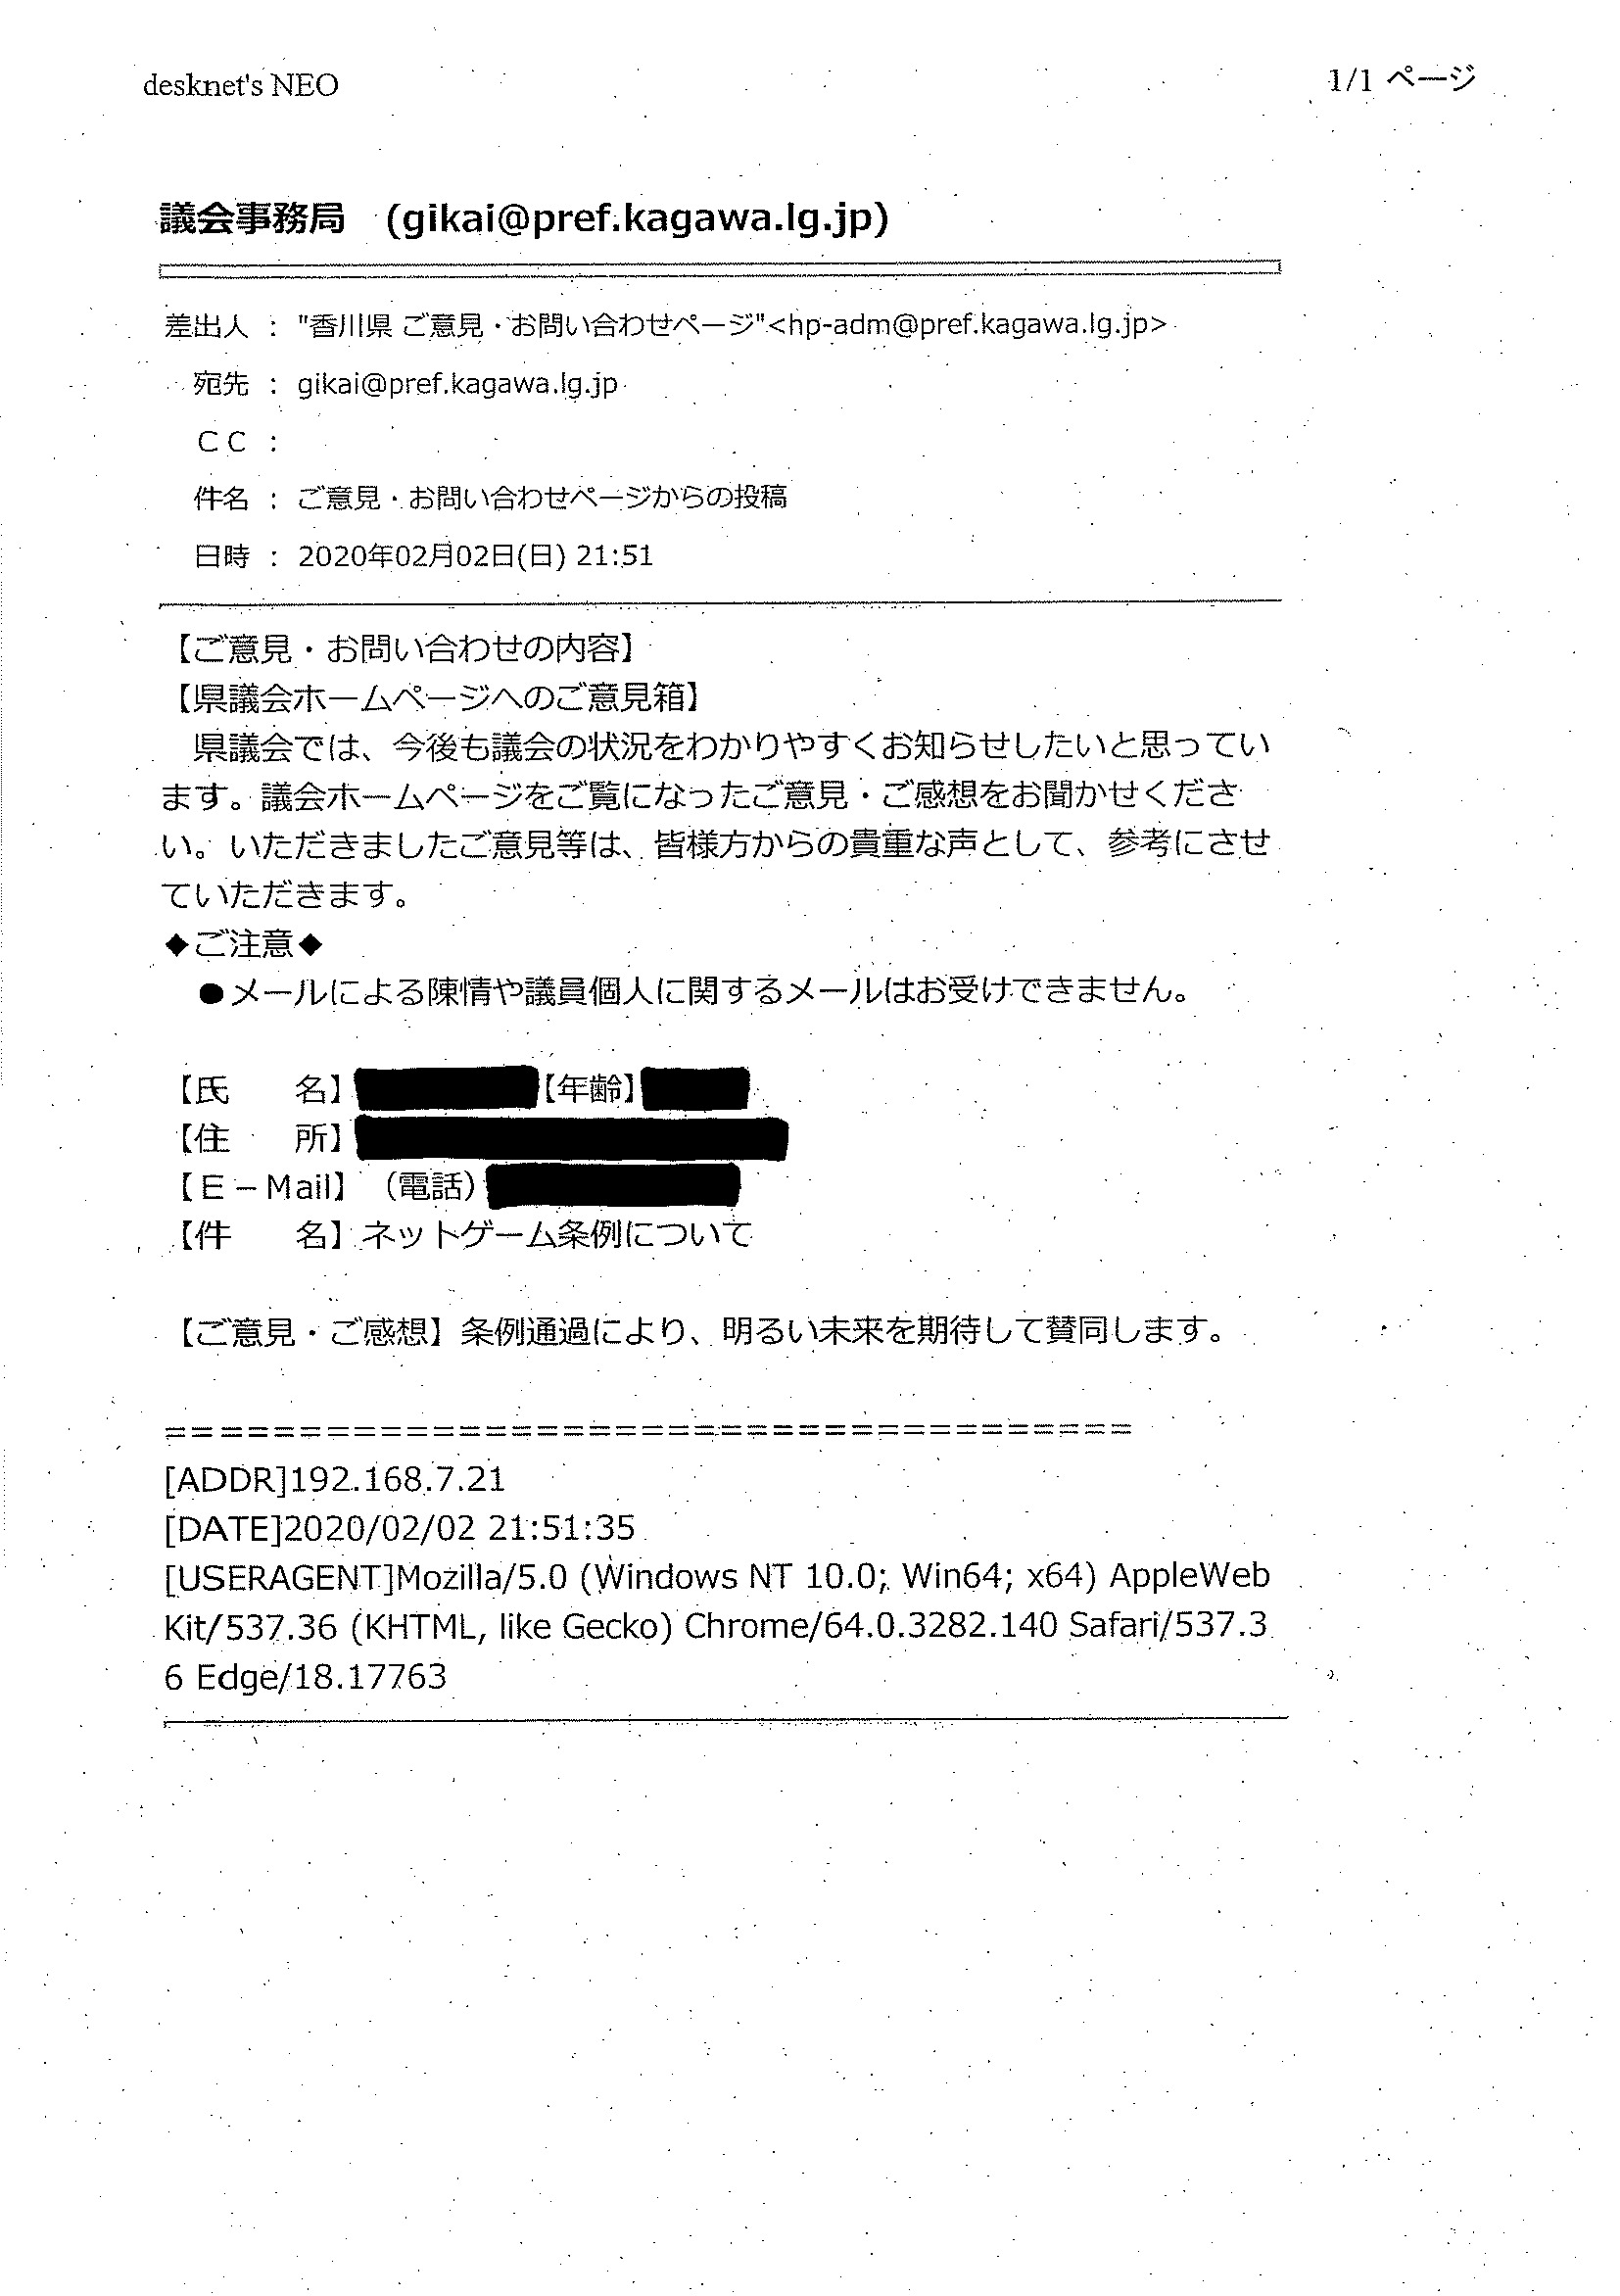 desknet's NEO
1/1 ページ
議会事務局 (gikai@pref.kagawa.lg.jp)
差出人 : "香川県 ご意見・お問い合わせページ"<hp-adm@pref.kagawa.lg.jp>
宛先 : gikai@pref.kagawa.lg.jp
ＣＣ :
件名 : ご意見・お問い合わせページからの投稿
日時 : 2020年02月02日(日) 21:51
【ご意見・お問い合わせの内容】
【県議会ホームページへのご意見箱】
　県議会では、今後も議会の状況をわかりやすくお知らせしたいと思ってい
ます。議会ホームページをご覧になったご意見・ご感想をお聞かせくださ
い。いただきましたご意見等は、皆様方からの貴重な声として、参考にさせ
ていただきます。
◆ご注意◆
　●メールによる陳情や議員個人に関するメールはお受けできません。
【氏　　名】【年齢】
【住　　所】
【Ｅ－Mail】（電話）
【件　　名】ネットゲーム条例について
【ご意見・ご感想】条例通過により、明るい未来を期待して賛同します。
=====================================
[ADDR]192.168.7.21
[DATE]2020/02/02 21:51:35
[USERAGENT]Mozilla/5.0 (Windows NT 10.0; Win64; x64) AppleWeb
Kit/537.36 (KHTML, like Gecko) Chrome/64.0.3282.140 Safari/537.3
6 Edge/18.17763